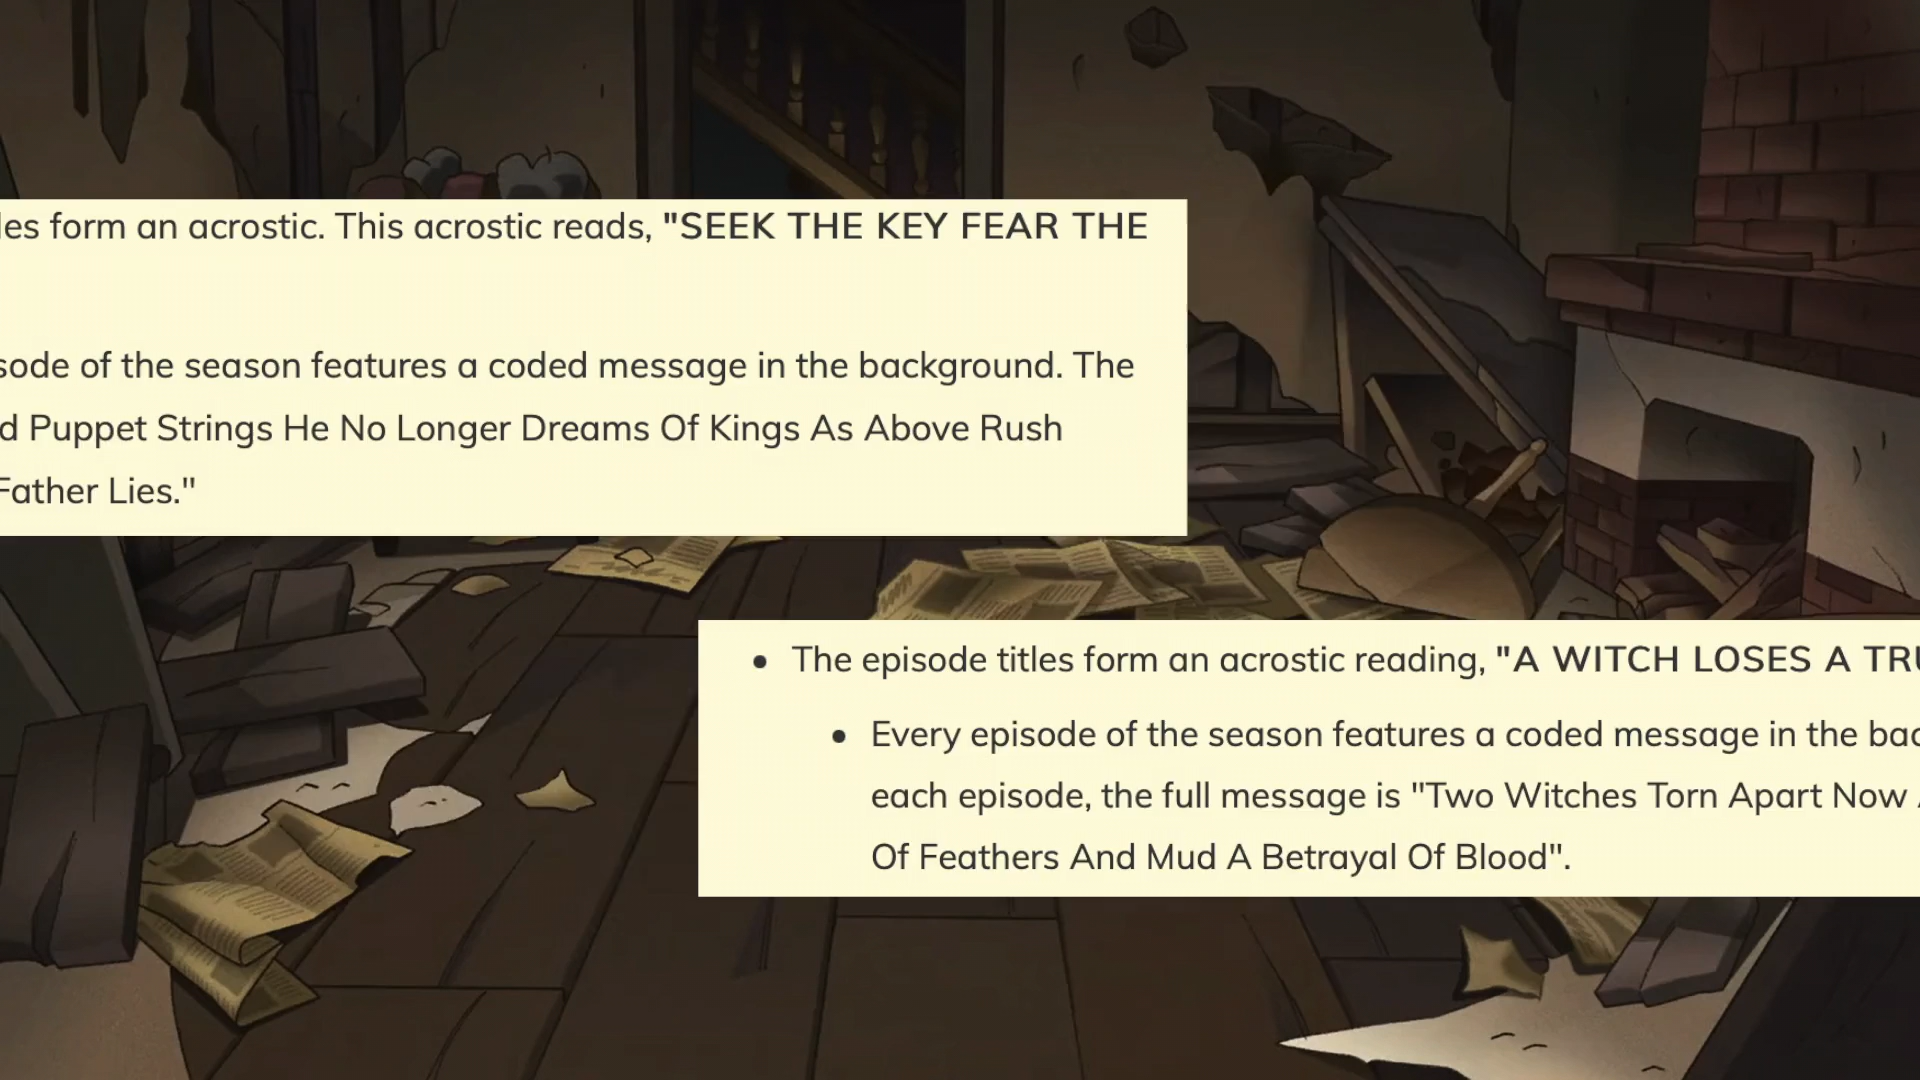 les form an acrostic. This acrostic reads, "SEEK THE KEY FEAR THE
sode of the season features a coded message in the background. The
d Puppet Strings He No Longer Dreams Of Kings As Above Rush
Father Lies."
• The episode titles form an acrostic reading, "A WITCH LOSES A TRU
• Every episode of the season features a coded message in the bac
each episode, the full message is "Two Witches Torn Apart Now
Of Feathers And Mud A Betrayal Of Blood".